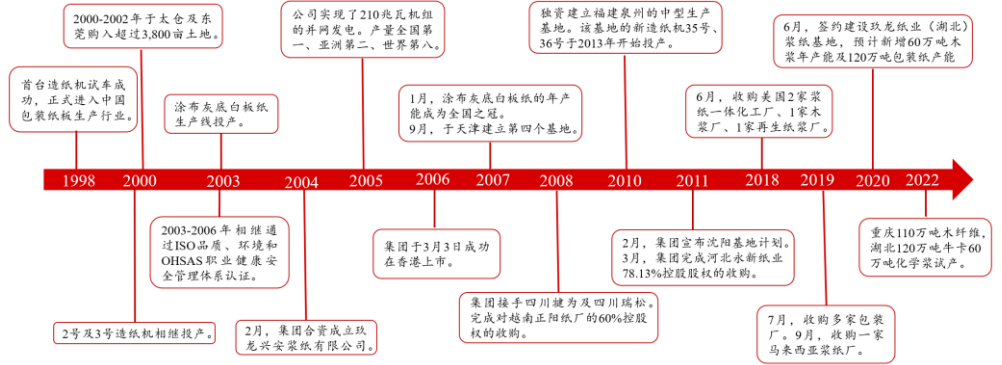 2000-2002年于太仓及东
莞购入超过3,800亩土地。
公司实现了210兆瓦机组
的并网发电。产量全国第
一、亚洲第二、世界第八。
独资建立福建泉州的中型生产
基地。该基地的新造纸机35号、
36号于2013年开始投产。
6月，签约建设玖龙纸业（湖北）
浆纸基地，预计新增60万吨木
浆年产能及120万吨包装纸产能
首台造纸机试车成
功，正式进入中国
包装纸板生产行业。
涂布灰底白板纸
生产线投产。
1月，涂布灰底白板纸的年产
能成为全国之冠。
9月，于天津建立第四个基地。
6月，收购美国2家浆
纸一体化工厂、1家木
浆厂、1家再生纸浆厂。
1998 2000 2003 2004 2005 2006 2007 2008 2010 2011 2018 2019 2020 2022
2003-2006年相继通
过ISO品质、环境和
OHSAS职业健康安
全管理体系认证。
集团于3月3日成功
在香港上市。
2月，集团宣布沈阳基地计划。
3月，集团完成河北永新纸业
78.13%控股股权的收购。
重庆110万吨木纤维，
湖北120万吨牛卡60
万吨化学浆试产。
2号及3号造纸机相继投产。
2月，集团合资成立玖
龙兴安浆纸有限公司。
集团接手四川犍为及四川瑞松。
完成对越南正阳纸厂的60%控股
权的收购。
7月，收购多家包装
厂。9月，收购一家
马来西亚浆纸厂。